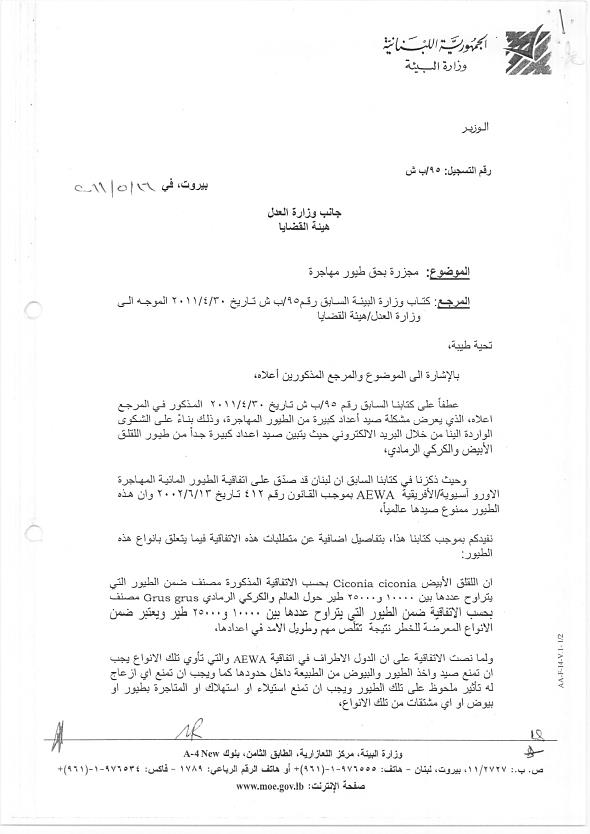 الجمهورية اللبنانية
وزارة البيئة
الوزير
رقم التسجيل: ٩٥/ب ش
بيروت، في ٢٠١١/٥/١٦
جانب وزارة العدل
هيئة القضايا
الموضوع: مجزرة بحق طيور مهاجرة
المرجع: كتاب وزارة البيئة السابق رقم٩٥/ب ش تاريخ ٢٠١١/٤/٣٠ الموجه الى
وزارة العدل/هيئة القضايا
تحية طيبة،
بالإشارة الى الموضوع والمرجع المذكورين أعلاه،
عطفاً على كتابنا السابق رقم ٩٥/ب ش تاريخ ٢٠١١/٤/٣٠ المذكور في المرجع
اعلاه، الذي يعرض مشكلة صيد أعداد كبيرة من الطيور المهاجرة، وذلك بناءً على الشكوى
الواردة الينا من خلال البريد الالكتروني حيث يتبين صيد اعداد كبيرة جداً من طيور اللقلق
الأبيض والكركي الرمادي،
وحيث ذكرنا في كتابنا السابق ان لبنان قد صدّق على اتفاقية الطيور المائية المهاجرة
الاورو آسيوية/الأفريقية AEWA بموجب القانون رقم ٤١٢ تاريخ ٢٠٠٢/٦/١٣ وان هذه
الطيور ممنوع صيدها عالمياً،
نفيدكم بموجب كتابنا هذا، بتفاصيل اضافية عن متطلبات هذه الاتفاقية فيما يتعلق بأنواع هذه
الطيور:
ان اللقلق الأبيض Ciconia ciconia بحسب الاتفاقية المذكورة مصنف ضمن الطيور التي
يتراوح عددها بين ١٠٠٠٠ و٢٥٠٠٠ طير حول العالم والكركي الرمادي Grus grus مصنف
بحسب الاتفاقية ضمن الطيور التي يتراوح عددها بين ١٠٠٠٠ و٢٥٠٠٠ طير ويعتبر ضمن
الانواع المعرضة للخطر نتيجة تقلص مهم وطويل الأمد في اعدادها،
ولما نصت الاتفاقية على ان الدول الاطراف في اتفاقية AEWA والتي تأوي تلك الانواع يجب
ان تمنع صيد واخذ الطيور والبيوض من الطبيعة داخل حدودها كما ويجب ان تمنع اي ازعاج
له تأثير ملحوظ على تلك الطيور ويجب ان تمنع استيلاء او استهلاك او المتاجرة بطيور او
بيوض او اي مشتقات من تلك الانواع،
AA-F-14-V.1- 1/2
وزارة البيئة، مركز اللعازارية، الطابق الثامن، بلوك A-4 New
ص. ب.: ١١/٢٧٢٧، بيروت، لبنان - هاتف: ٩٧٦٥٥٥-١-(٩٦١)+ أو هاتف الرقم الرباعي: ١٧٨٩ - فاكس: ٩٧٦٥٣٤-١-(٩٦١)+
صفحة الإنترنت: www.moe.gov.lb